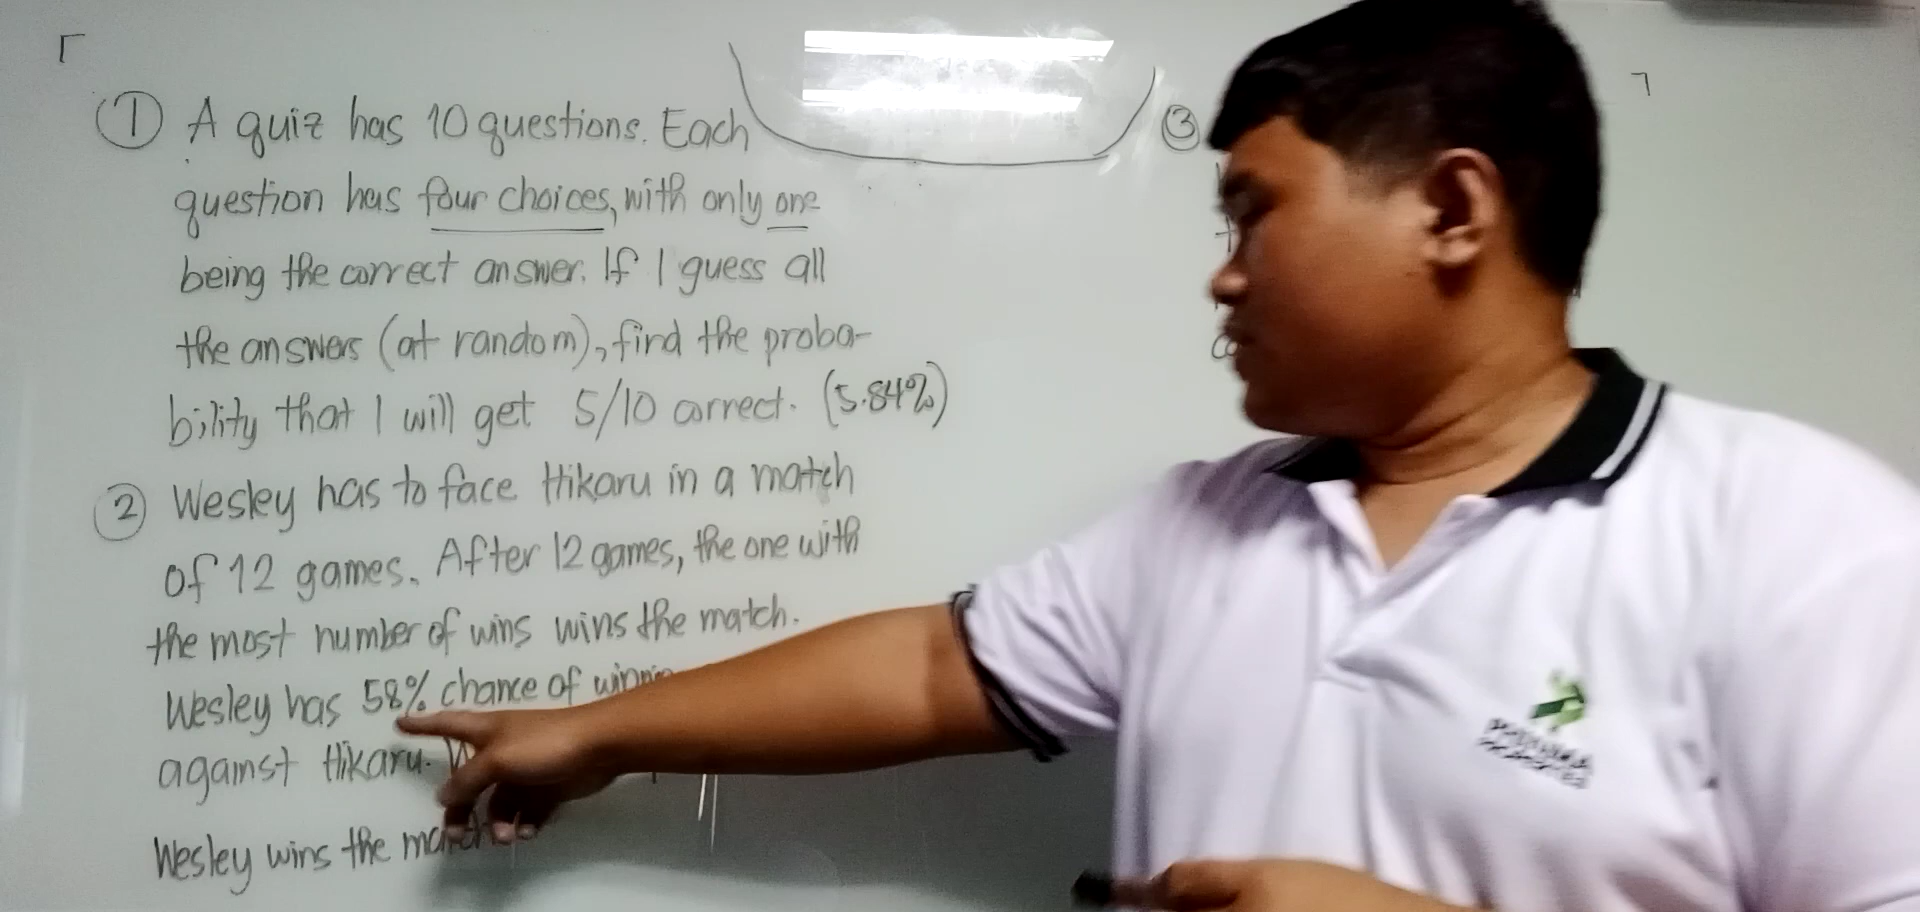 ① A quiz has 10 questions. Each
question has four choices, with only one
being the correct answer. If I guess all
the answers (at random), find the proba-
bility that I will get 5/10 correct. (5.84%)
② Wesley has to face Hikaru in a match
of 12 games. After 12 games, the one with
the most number of wins wins the match.
Wesley has 58% chance of
against Hikaru.
Wesley wins the match
③